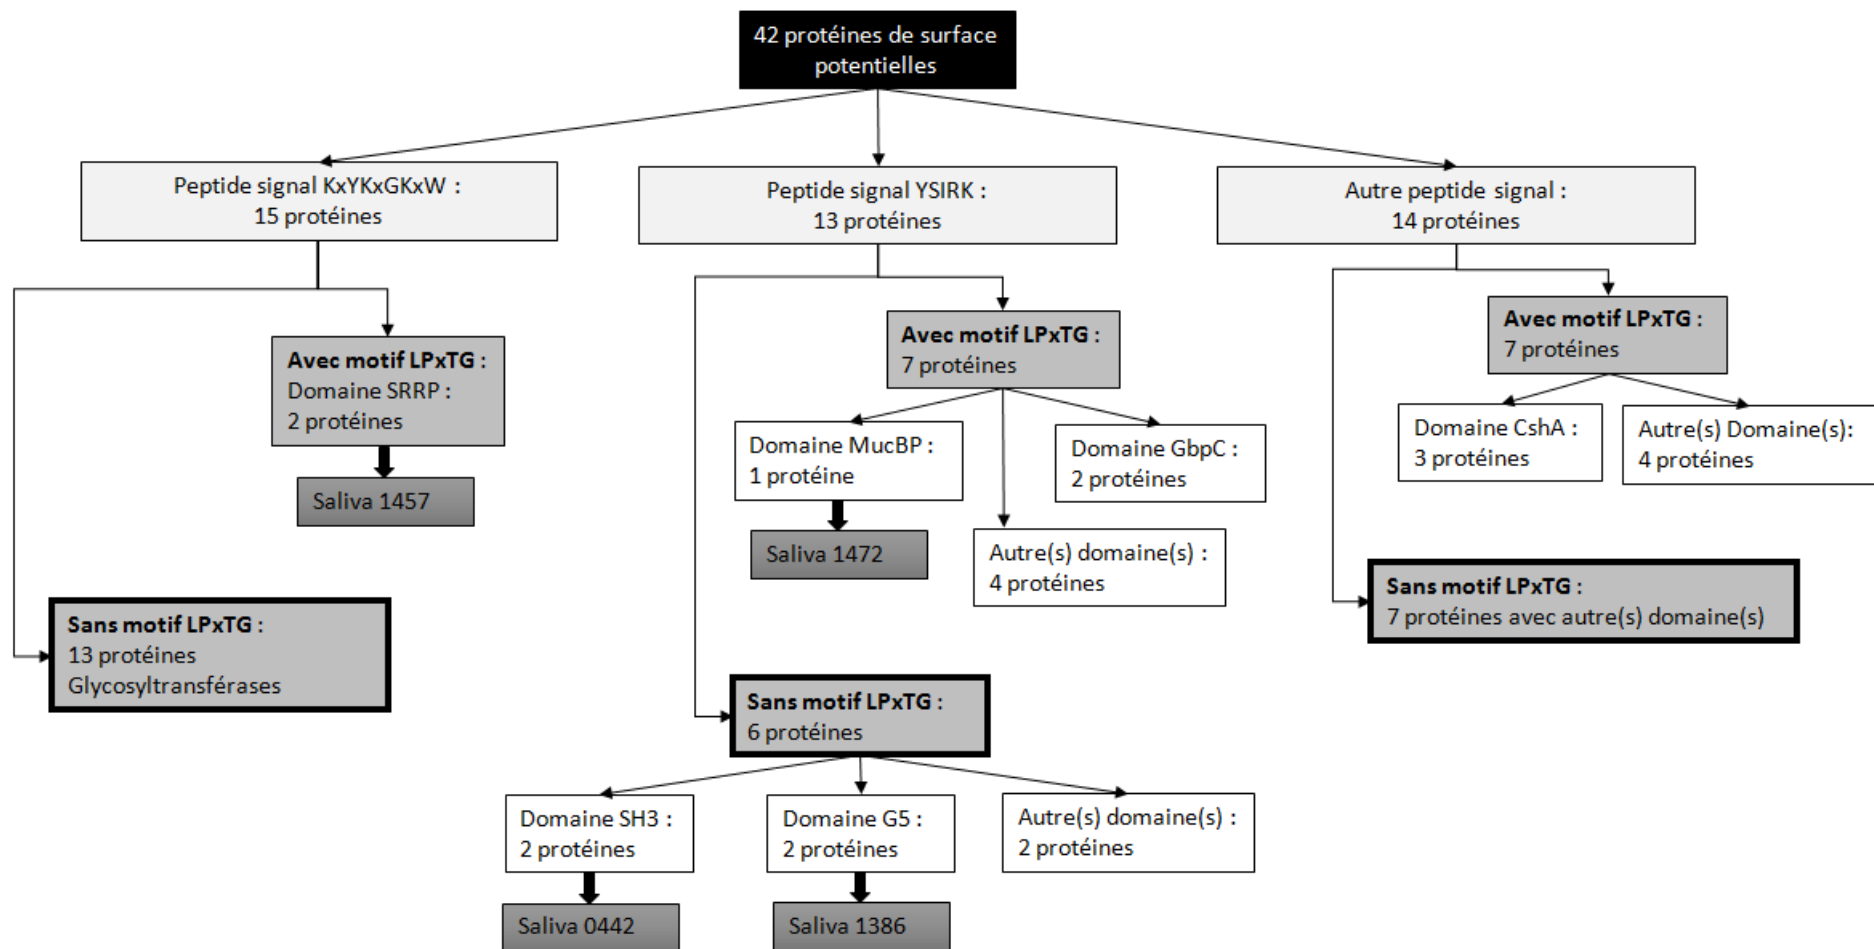 42 protéines de surface
potentielles
Peptide signal KxYKxGKxW :
15 protéines
Peptide signal YSIRK :
13 protéines
Autre peptide signal :
14 protéines
Avec motif LPxTG :
Domaine SRRP :
2 protéines
Saliva 1457
Sans motif LPxTG :
13 protéines
Glycosyltransférases
Avec motif LPxTG :
7 protéines
Domaine MucBP :
1 protéine
Saliva 1472
Domaine GbpC :
2 protéines
Autre(s) domaine(s) :
4 protéines
Sans motif LPxTG :
6 protéines
Domaine SH3 :
2 protéines
Saliva 0442
Domaine G5 :
2 protéines
Saliva 1386
Autre(s) domaine(s) :
2 protéines
Avec motif LPxTG :
7 protéines
Domaine CshA :
3 protéines
Autre(s) Domaine(s):
4 protéines
Sans motif LPxTG :
7 protéines avec autre(s) domaine(s)